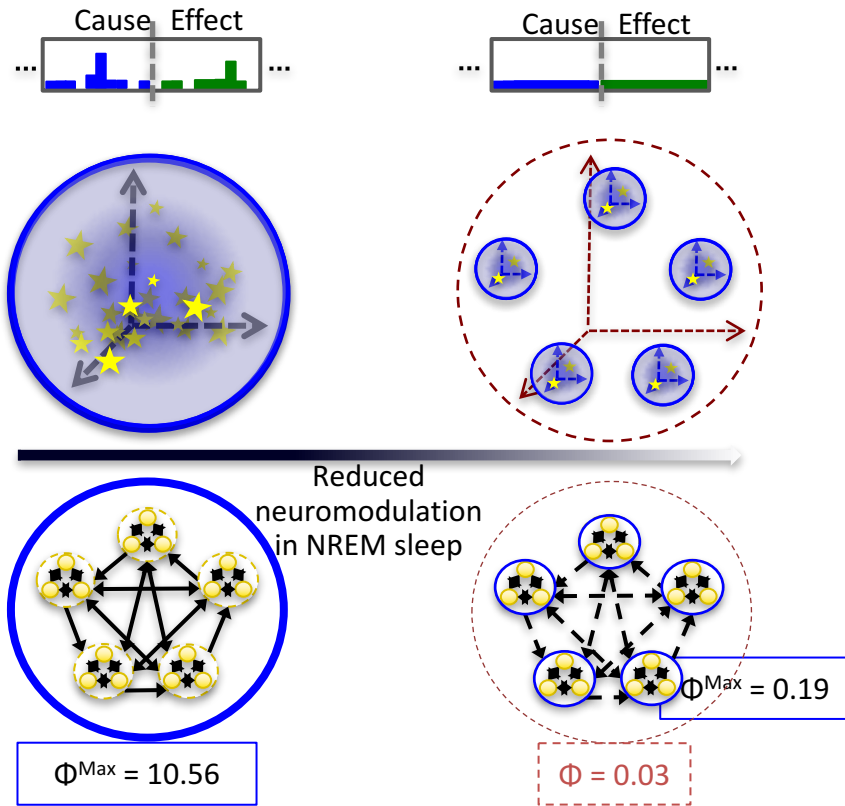 Cause Effect
... ...
Cause Effect
... ...
Reduced
neuromodulation
in NREM sleep
Φᴹᵃˣ = 0.19
Φᴹᵃˣ = 10.56
Φ = 0.03